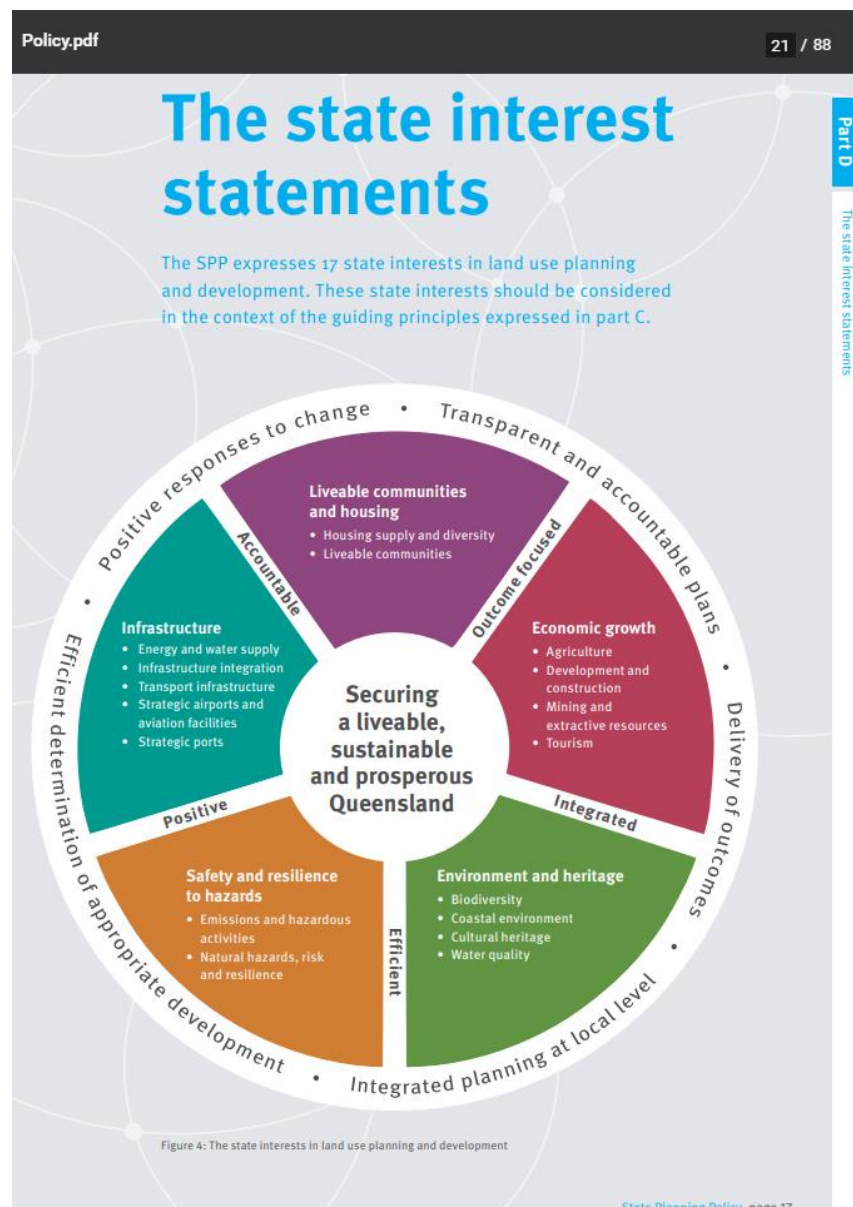 Policy.pdf
21 / 88
The state interest
statements
The SPP expresses 17 state interests in land use planning
and development. These state interests should be considered
in the context of the guiding principles expressed in part C.
Part D
The state interest statements
Positive responses to change • Transparent and accountable plans • Delivery of outcomes • Integrated planning at local level • Efficient determination of appropriate development •
Liveable communities
and housing
• Housing supply and diversity
• Liveable communities
Accountable
Outcome focused
Infrastructure
• Energy and water supply
• Infrastructure integration
• Transport infrastructure
• Strategic airports and
aviation facilities
• Strategic ports
Economic growth
• Agriculture
• Development and
construction
• Mining and
extractive resources
• Tourism
Securing
a liveable,
sustainable
and prosperous
Queensland
Positive
Integrated
Safety and resilience
to hazards
• Emissions and hazardous
activities
• Natural hazards, risk
and resilience
Efficient
Environment and heritage
• Biodiversity
• Coastal environment
• Cultural heritage
• Water quality
Figure 4: The state interests in land use planning and development
State Planning Policy page 17